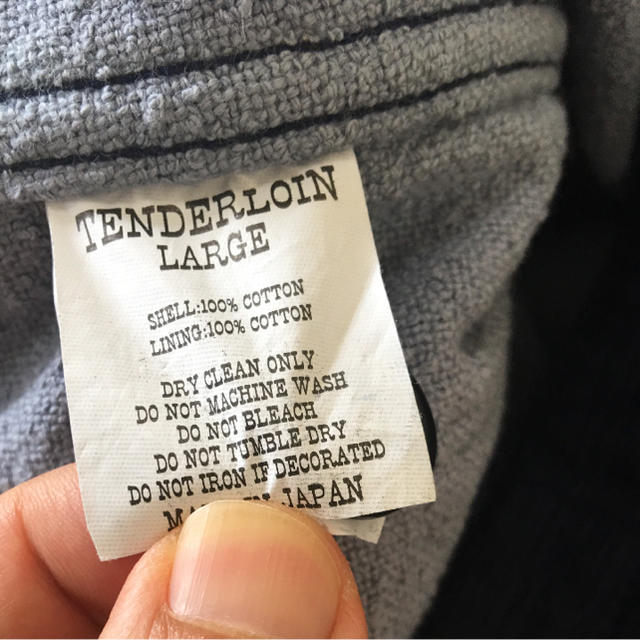 TENDERLOIN
LARGE
SHELL:100% COTTON
LINING:100% COTTON
DRY CLEAN ONLY
DO NOT MACHINE WASH
DO NOT BLEACH
DO NOT TUMBLE DRY
DO NOT IRON IF DECORATED
JAPAN